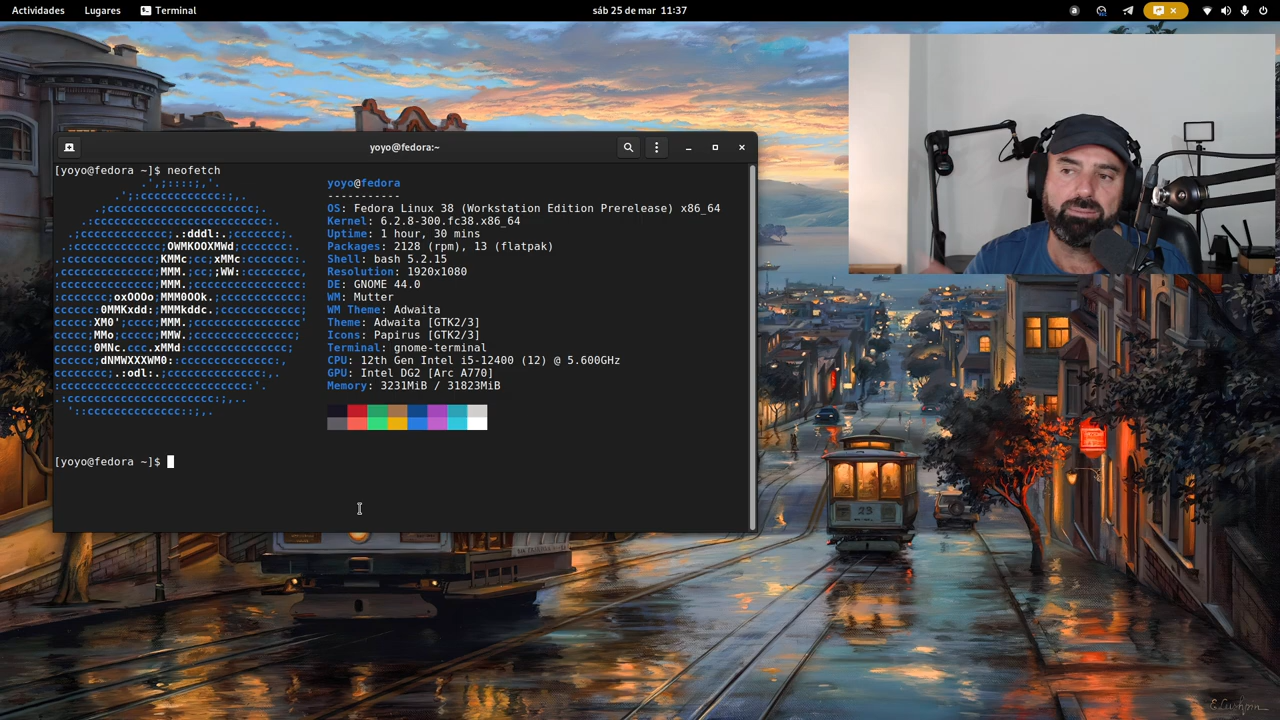 Actividades Lugares Terminal sáb 25 de mar 11:37
yoyo@fedora:~
[yoyo@fedora ~]$ neofetch
yoyo@fedora
-----------
OS: Fedora Linux 38 (Workstation Edition Prerelease) x86_64
Kernel: 6.2.8-300.fc38.x86_64
Uptime: 1 hour, 30 mins
Packages: 2128 (rpm), 13 (flatpak)
Shell: bash 5.2.15
Resolution: 1920x1080
DE: GNOME 44.0
WM: Mutter
WM Theme: Adwaita
Theme: Adwaita [GTK2/3]
Icons: Papirus [GTK2/3]
Terminal: gnome-terminal
CPU: 12th Gen Intel i5-12400 (12) @ 5.600GHz
GPU: Intel DG2 [Arc A770]
Memory: 3231MiB / 31823MiB
[yoyo@fedora ~]$
23